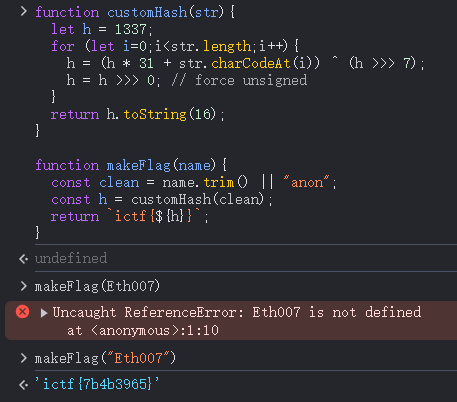 function customHash(str){
  let h = 1337;
  for (let i=0;i<str.length;i++){
    h = (h * 31 + str.charCodeAt(i)) ^ (h >>> 7);
    h = h >>> 0; // force unsigned
  }
  return h.toString(16);
}

function makeFlag(name){
  const clean = name.trim() || "anon";
  const h = customHash(clean);
  return `ictf{${h}}`;
}
undefined
makeFlag(Eth007)
Uncaught ReferenceError: Eth007 is not defined
    at <anonymous>:1:10
makeFlag("Eth007")
'ictf{7b4b3965}'